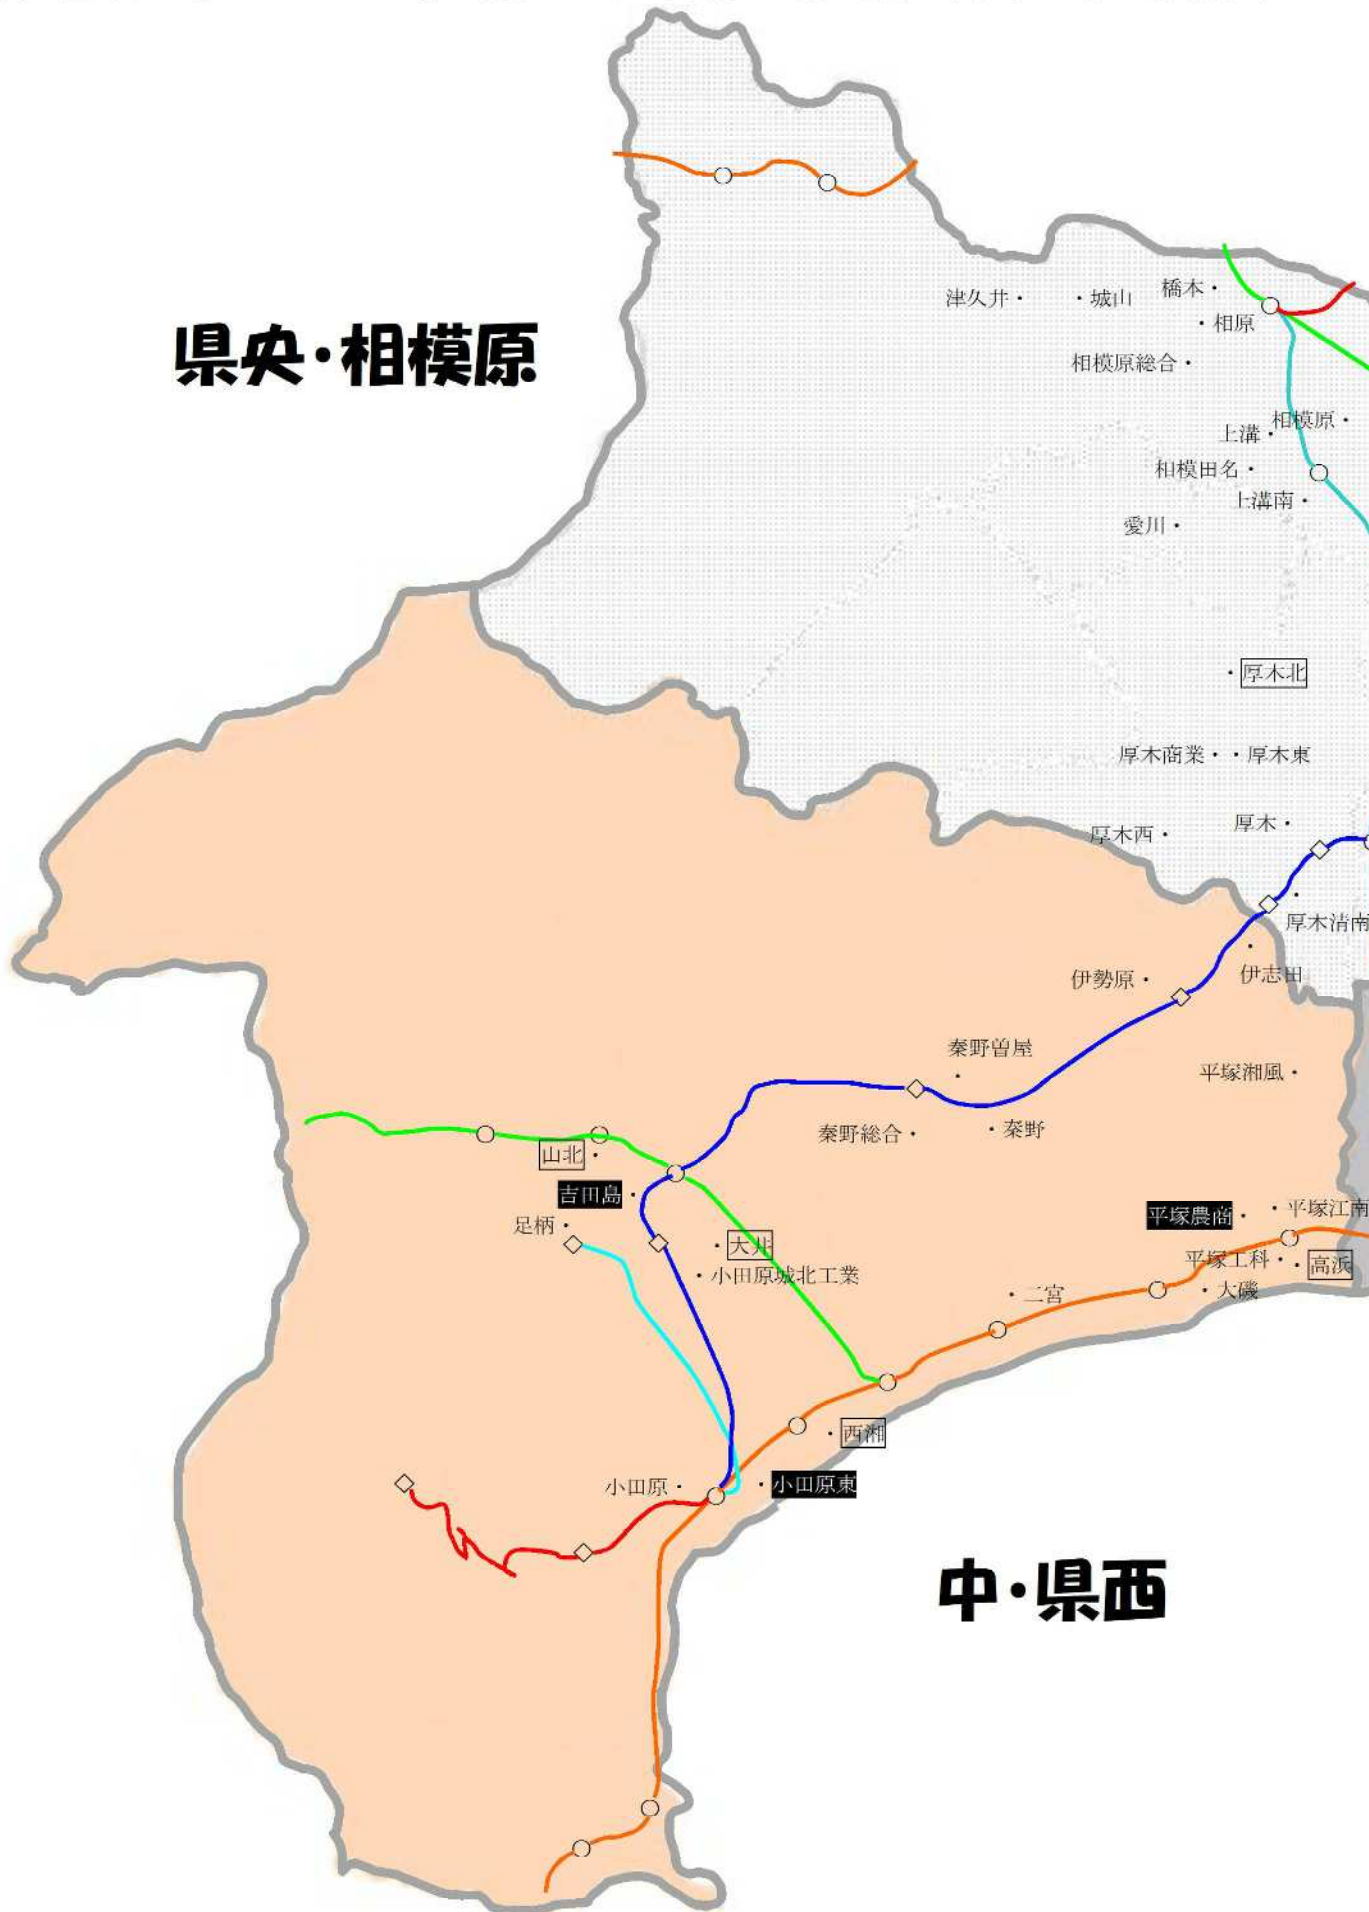 津久井・
・城山
橋本・
・相原
県央・相模原
相模原総合・
相模原・
上溝・
相模田名・
上溝南・
愛川・
・厚木北
厚木商業・
・厚木東
厚木・
厚木西・
厚木清南
伊志田
伊勢原・
秦野曽屋
平塚湘風・
秦野総合・
・秦野
山北・
吉田島・
足柄・
平塚農商・
・平塚江南
・大井
平塚工科・
・高浜
・小田原城北工業
・大磯
・二宮
・西湘
小田原・
・小田原東
中・県西